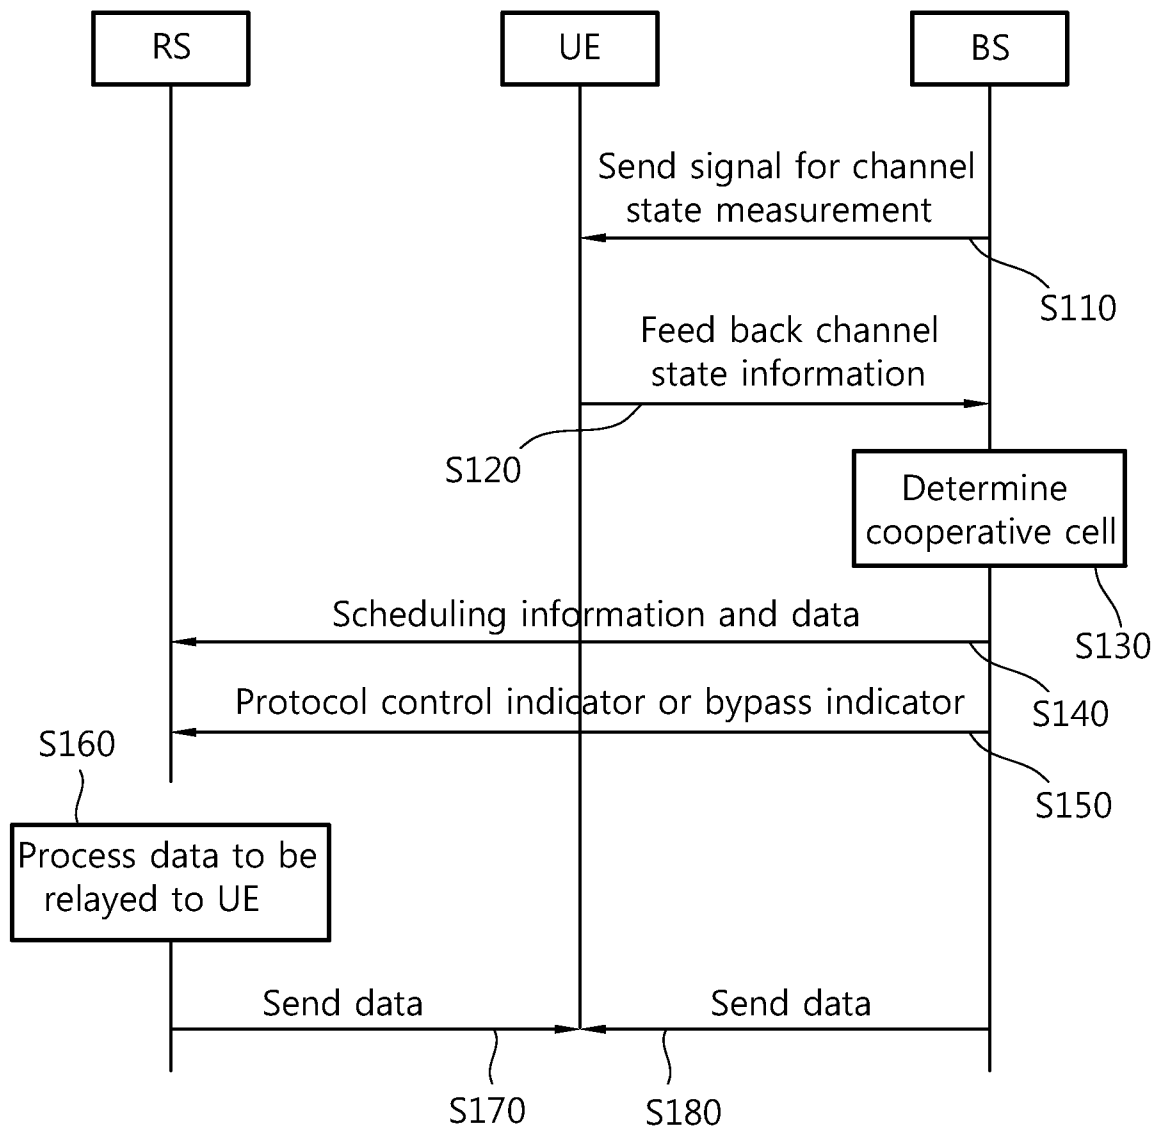 RS
UE
BS
Send signal for channel
state measurement
S110
Feed back channel
state information
S120
Determine
cooperative cell
S130
Scheduling information and data
S140
Protocol control indicator or bypass indicator
S150
S160
Process data to be
relayed to UE
Send data
Send data
S170
S180